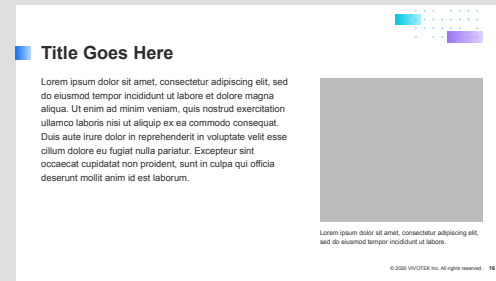 Title Goes Here
Lorem ipsum dolor sit amet, consectetur adipiscing elit, sed
do eiusmod tempor incididunt ut labore et dolore magna
aliqua. Ut enim ad minim veniam, quis nostrud exercitation
ullamco laboris nisi ut aliquip ex ea commodo consequat.
Duis aute irure dolor in reprehenderit in voluptate velit esse
cillum dolore eu fugiat nulla pariatur. Excepteur sint
occaecat cupidatat non proident, sunt in culpa qui officia
deserunt mollit anim id est laborum.
Lorem ipsum dolor sit amet, consectetur adipiscing elit,
sed do eiusmod tempor incididunt ut labore.
© 2020 VIVOTEK Inc. All rights reserved. 16